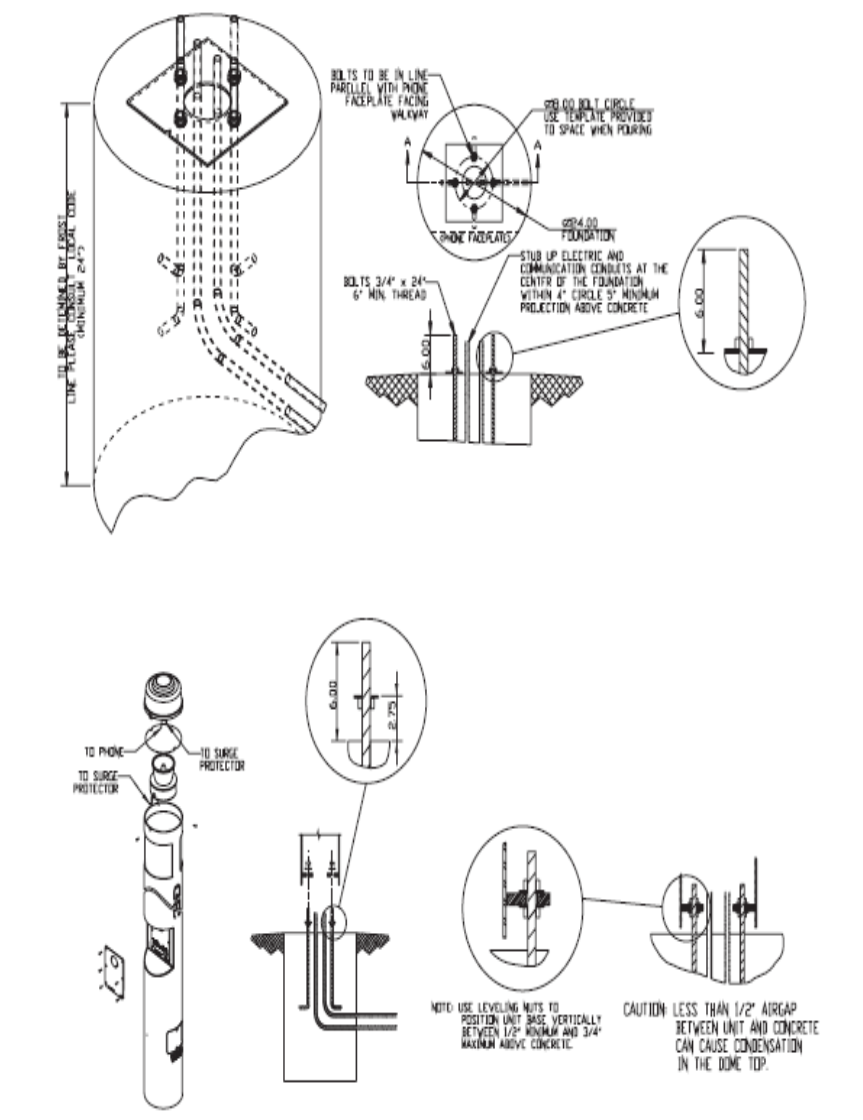 BOLTS TO BE IN LINE
PARELLEL WITH PHONE
FACEPLATE FACING
WALKWAY
Ø8.00 BOLT CIRCLE
USE TEMPLATE PROVIDED
TO SPACE WHEN POURING
A
A
Ø24.00
FOUNDATION
(PHONE FACEPLATE)
TO BE DETEMINED BY FROST
LINE PLEASE CONSULT LOCAL CODE
(MINIMUM 24")
BOLTS 3/4" x 24"
6" MIN. THREAD
STUB UP ELECTRIC AND
COMMUNICATION CONDUITS AT THE
CENTER OF THE FOUNDATION
WITHIN 4" CIRCLE 5" MINIMUM
PROJECTION ABOVE CONCRETE
6.00
6.00
6.00
2.75
TO PHONE
TO SURGE
PROTECTOR
TO SURGE
PROTECTOR
NOTE: USE LEVELING NUTS TO
POSITION UNIT BASE VERTICALLY
BETWEEN 1/2" MINIMUM AND 3/4"
MAXIMUM ABOVE CONCRETE.
CAUTION: LESS THAN 1/2" AIRGAP
BETWEEN UNIT AND CONCRETE
CAN CAUSE CONDENSATION
IN THE DOME TOP.